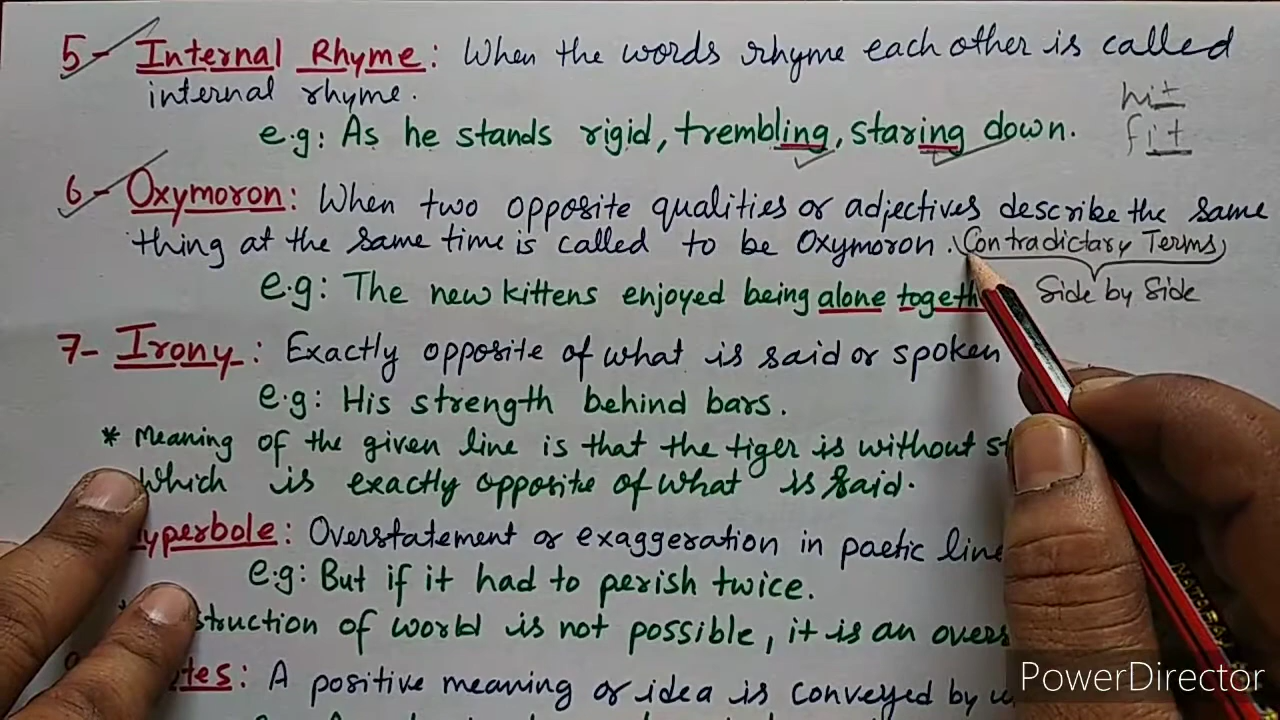 5- Internal Rhyme: When the words rhyme each other is called
internal rhyme.
hit
fit
e.g: As he stands rigid, trembling, staring down.
6- Oxymoron: When two opposite qualities or adjectives describe the same
thing at the same time is called to be Oxymoron. (Contradictary Terms)
Side by Side
e.g: The new kittens enjoyed being alone togeth
7- Irony: Exactly opposite of what is said or spoken
e.g: His strength behind bars.
* Meaning of the given line is that the tiger is without st
which is exactly opposite of what is said.
yperbole: Overstatement or exaggeration in paetic line
e.g: But if it had to perish twice.
struction of world is not possible, it is an overs
tes: A positive meaning or idea is conveyed by
PowerDirector